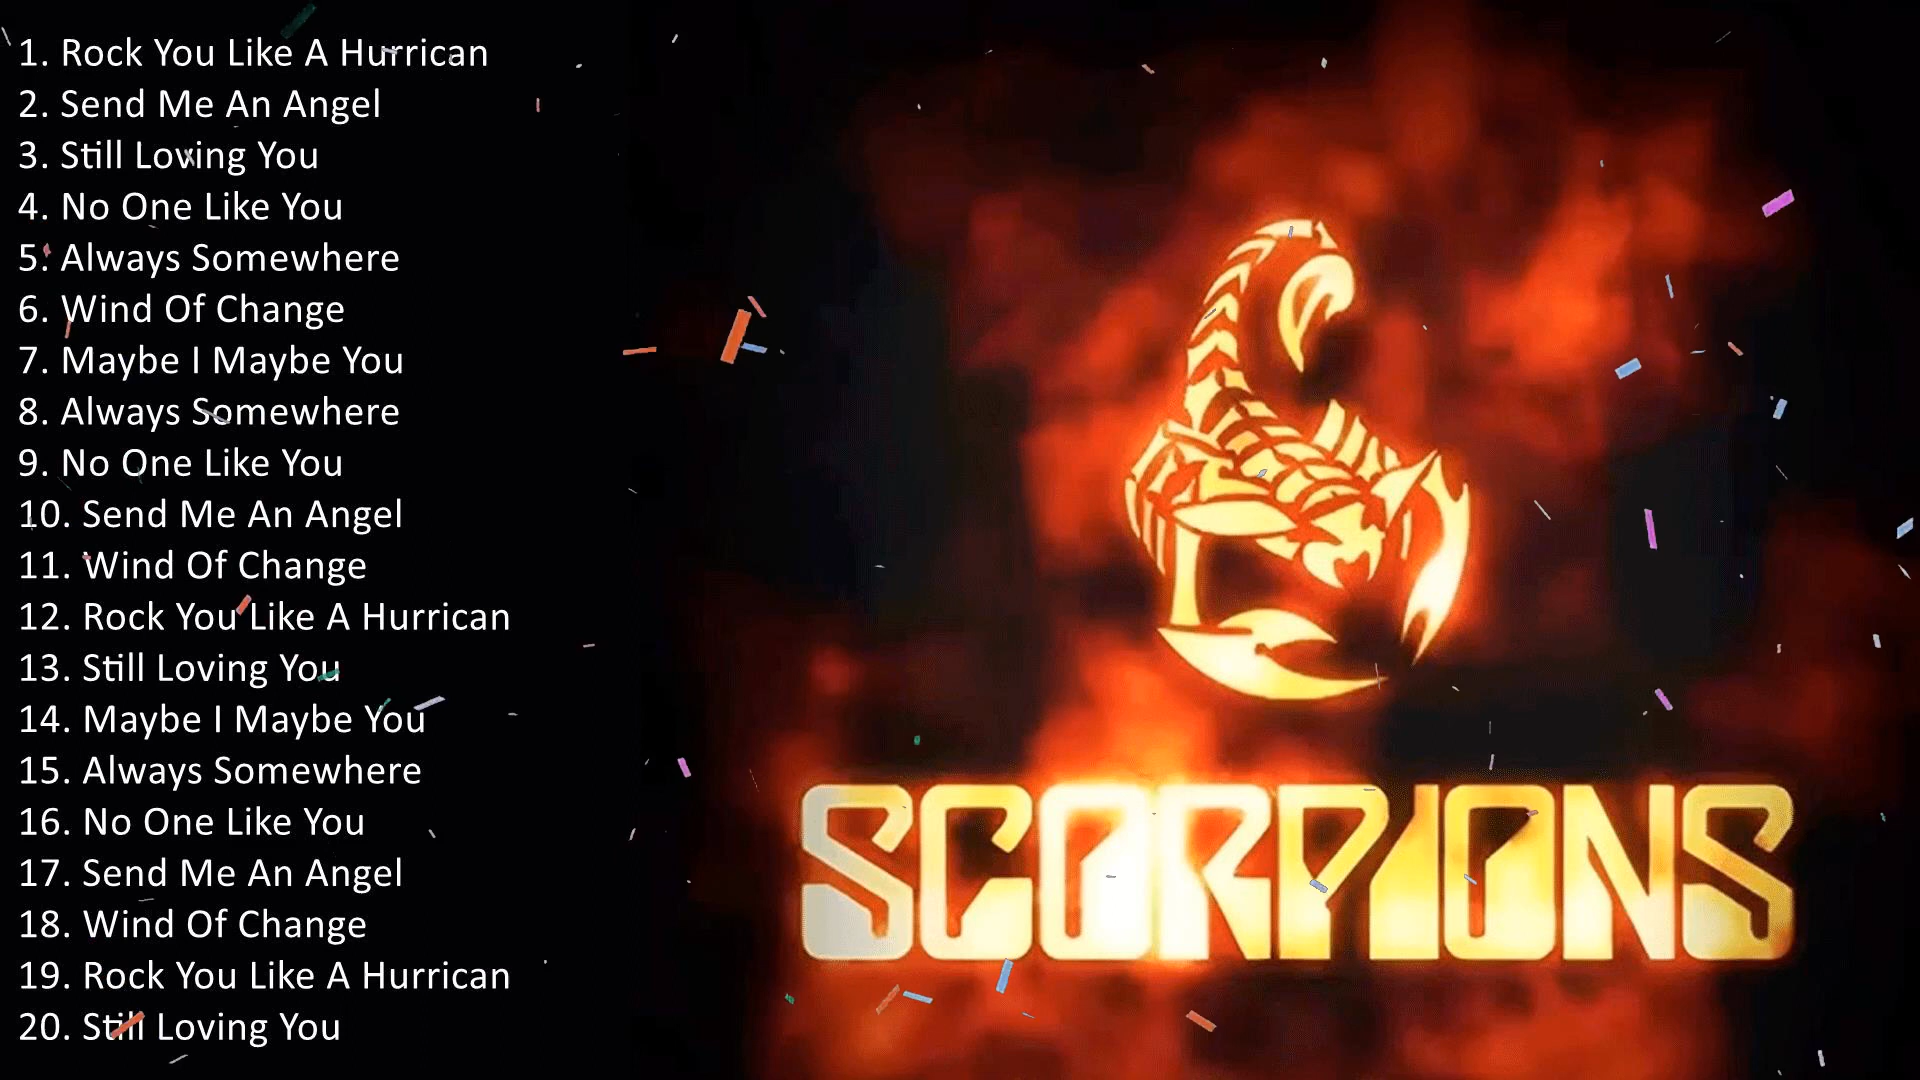 1. Rock You Like A Hurrican
2. Send Me An Angel
3. Still Loving You
4. No One Like You
5. Always Somewhere
6. Wind Of Change
7. Maybe I Maybe You
8. Always Somewhere
9. No One Like You
10. Send Me An Angel
11. Wind Of Change
12. Rock You Like A Hurrican
13. Still Loving You
14. Maybe I Maybe You
15. Always Somewhere
16. No One Like You
17. Send Me An Angel
18. Wind Of Change
19. Rock You Like A Hurrican
20. Still Loving You
SCORPIONS